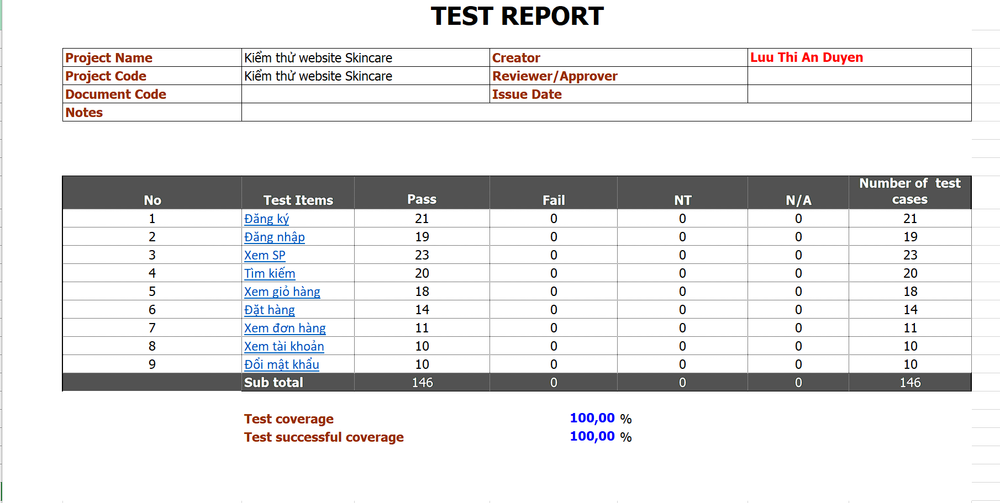 TEST REPORT
Project Name Kiểm thử website Skincare Creator Luu Thi An Duyen
Project Code Kiểm thử website Skincare Reviewer/Approver
Document Code Issue Date
Notes
No Test Items Pass Fail NT N/A Number of test cases
1 Đăng ký 21 0 0 0 21
2 Đăng nhập 19 0 0 0 19
3 Xem SP 23 0 0 0 23
4 Tìm kiếm 20 0 0 0 20
5 Xem giỏ hàng 18 0 0 0 18
6 Đặt hàng 14 0 0 0 14
7 Xem đơn hàng 11 0 0 0 11
8 Xem tài khoản 10 0 0 0 10
9 Đổi mật khẩu 10 0 0 0 10
Sub total 146 0 0 0 146
Test coverage 100,00 %
Test successful coverage 100,00 %